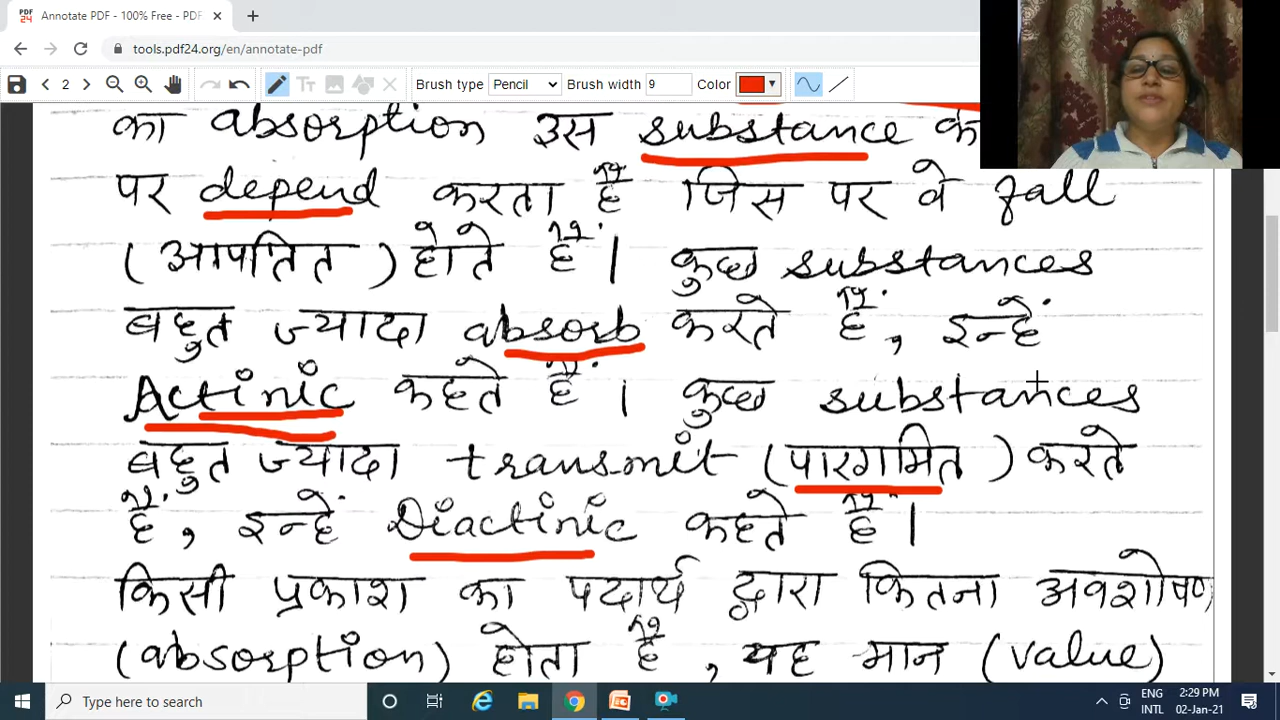 Annotate PDF - 100% Free - PDF
tools.pdf24.org/en/annotate-pdf
2 Brush type Pencil Brush width 9 Color
का absorption उस substance के
पर depend करता है जिस पर वे fall
(आपतित) होते हैं। कुछ substances
बहुत ज्यादा absorb करते हैं, इन्हें
Actinic कहते हैं। कुछ substances
बहुत ज्यादा transmit (पारगमित) करते
हैं, इन्हें Diactinic कहते हैं।
किसी प्रकाश का पदार्थ द्वारा कितना अवशोषण
(absorption) होता है, यह मान (value)
Type here to search
ENG
INTL
2:29 PM
02-Jan-21